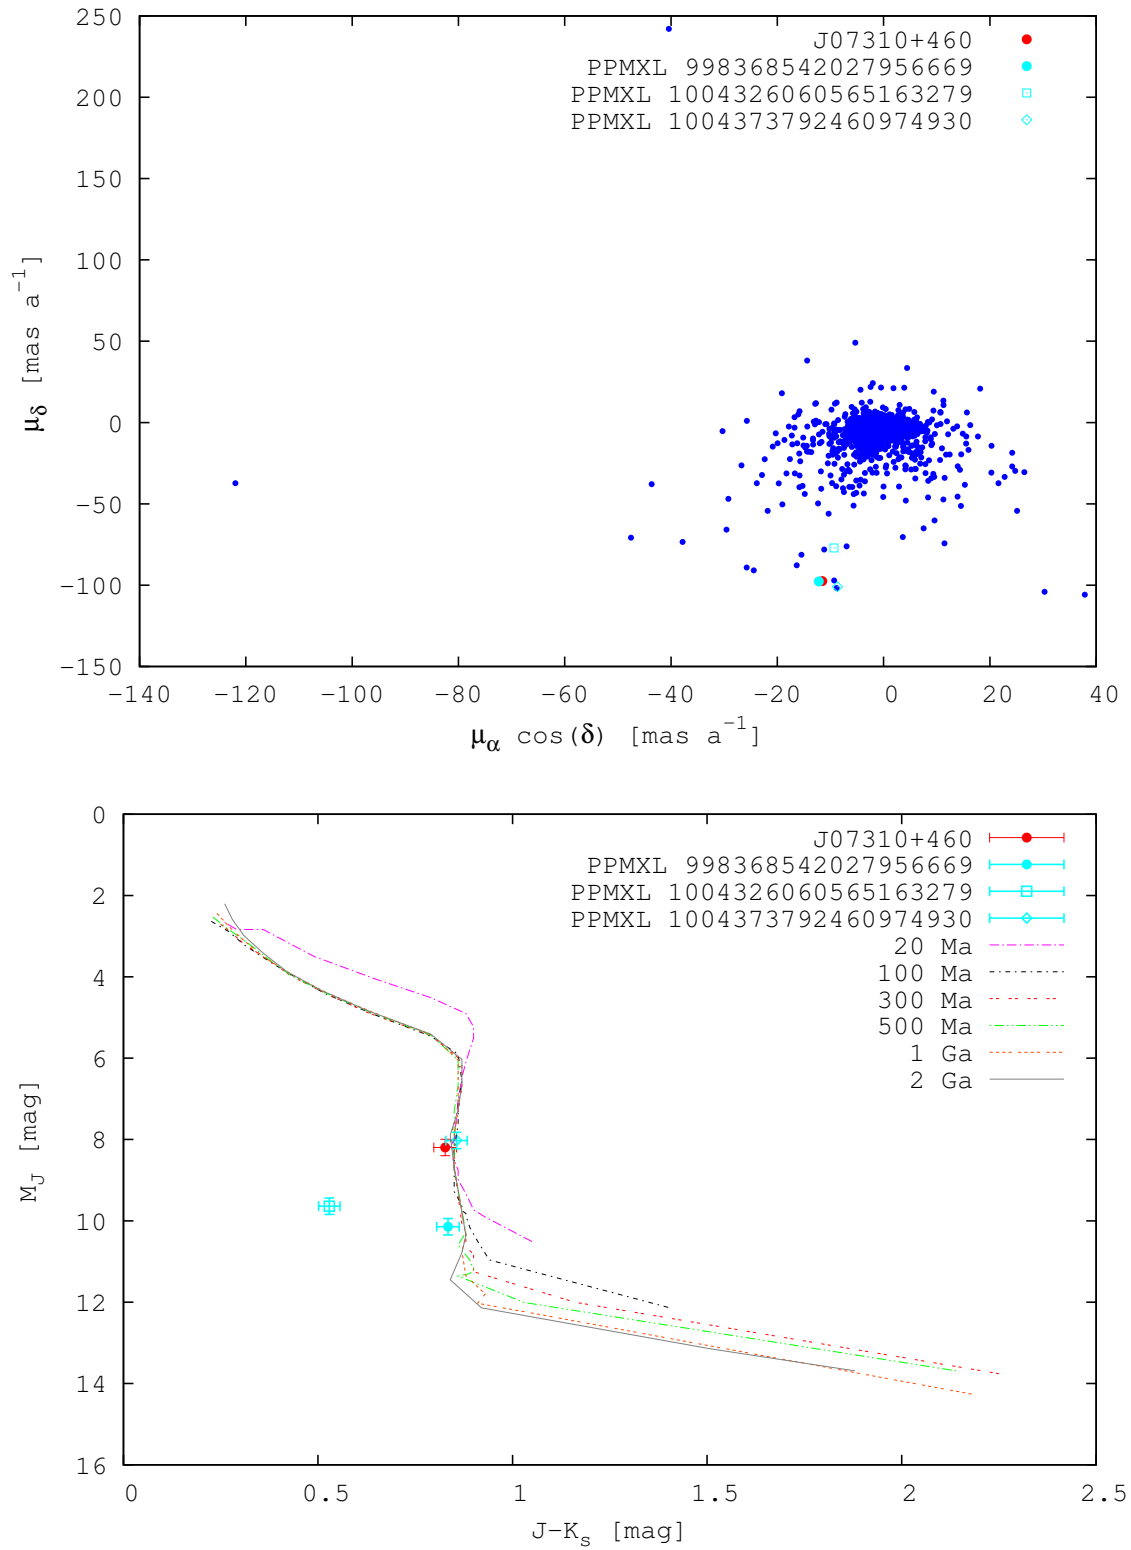 250
200
150
100
50
0
−50
−100
−150
μδ [mas a−1]
J07310+460
PPMXL 998368542027956669
PPMXL 1004326060565163279
PPMXL 1004373792460974930
−140 −120 −100 −80 −60 −40 −20 0 20 40
μα cos(δ) [mas a−1]
0
2
4
6
8
10
12
14
16
MJ [mag]
J07310+460
PPMXL 998368542027956669
PPMXL 1004326060565163279
PPMXL 1004373792460974930
20 Ma
100 Ma
300 Ma
500 Ma
1 Ga
2 Ga
0 0.5 1 1.5 2 2.5
J−Ks [mag]